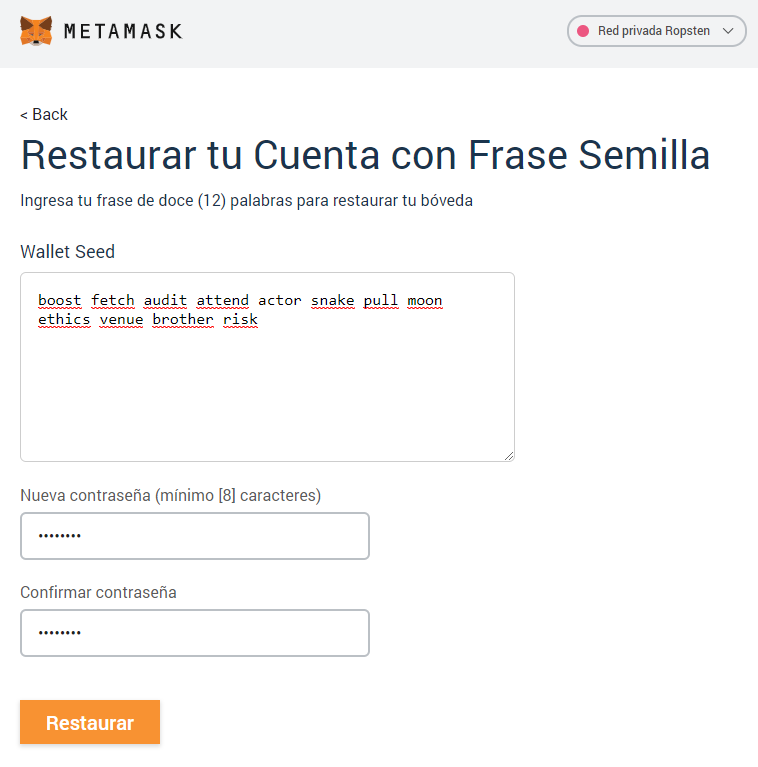 METAMASK
Red privada Ropsten
< Back
Restaurar tu Cuenta con Frase Semilla
Ingresa tu frase de doce (12) palabras para restaurar tu bóveda
Wallet Seed
boost fetch audit attend actor snake pull moon
ethics venue brother risk
Nueva contraseña (mínimo [8] caracteres)
••••••••
Confirmar contraseña
••••••••
Restaurar